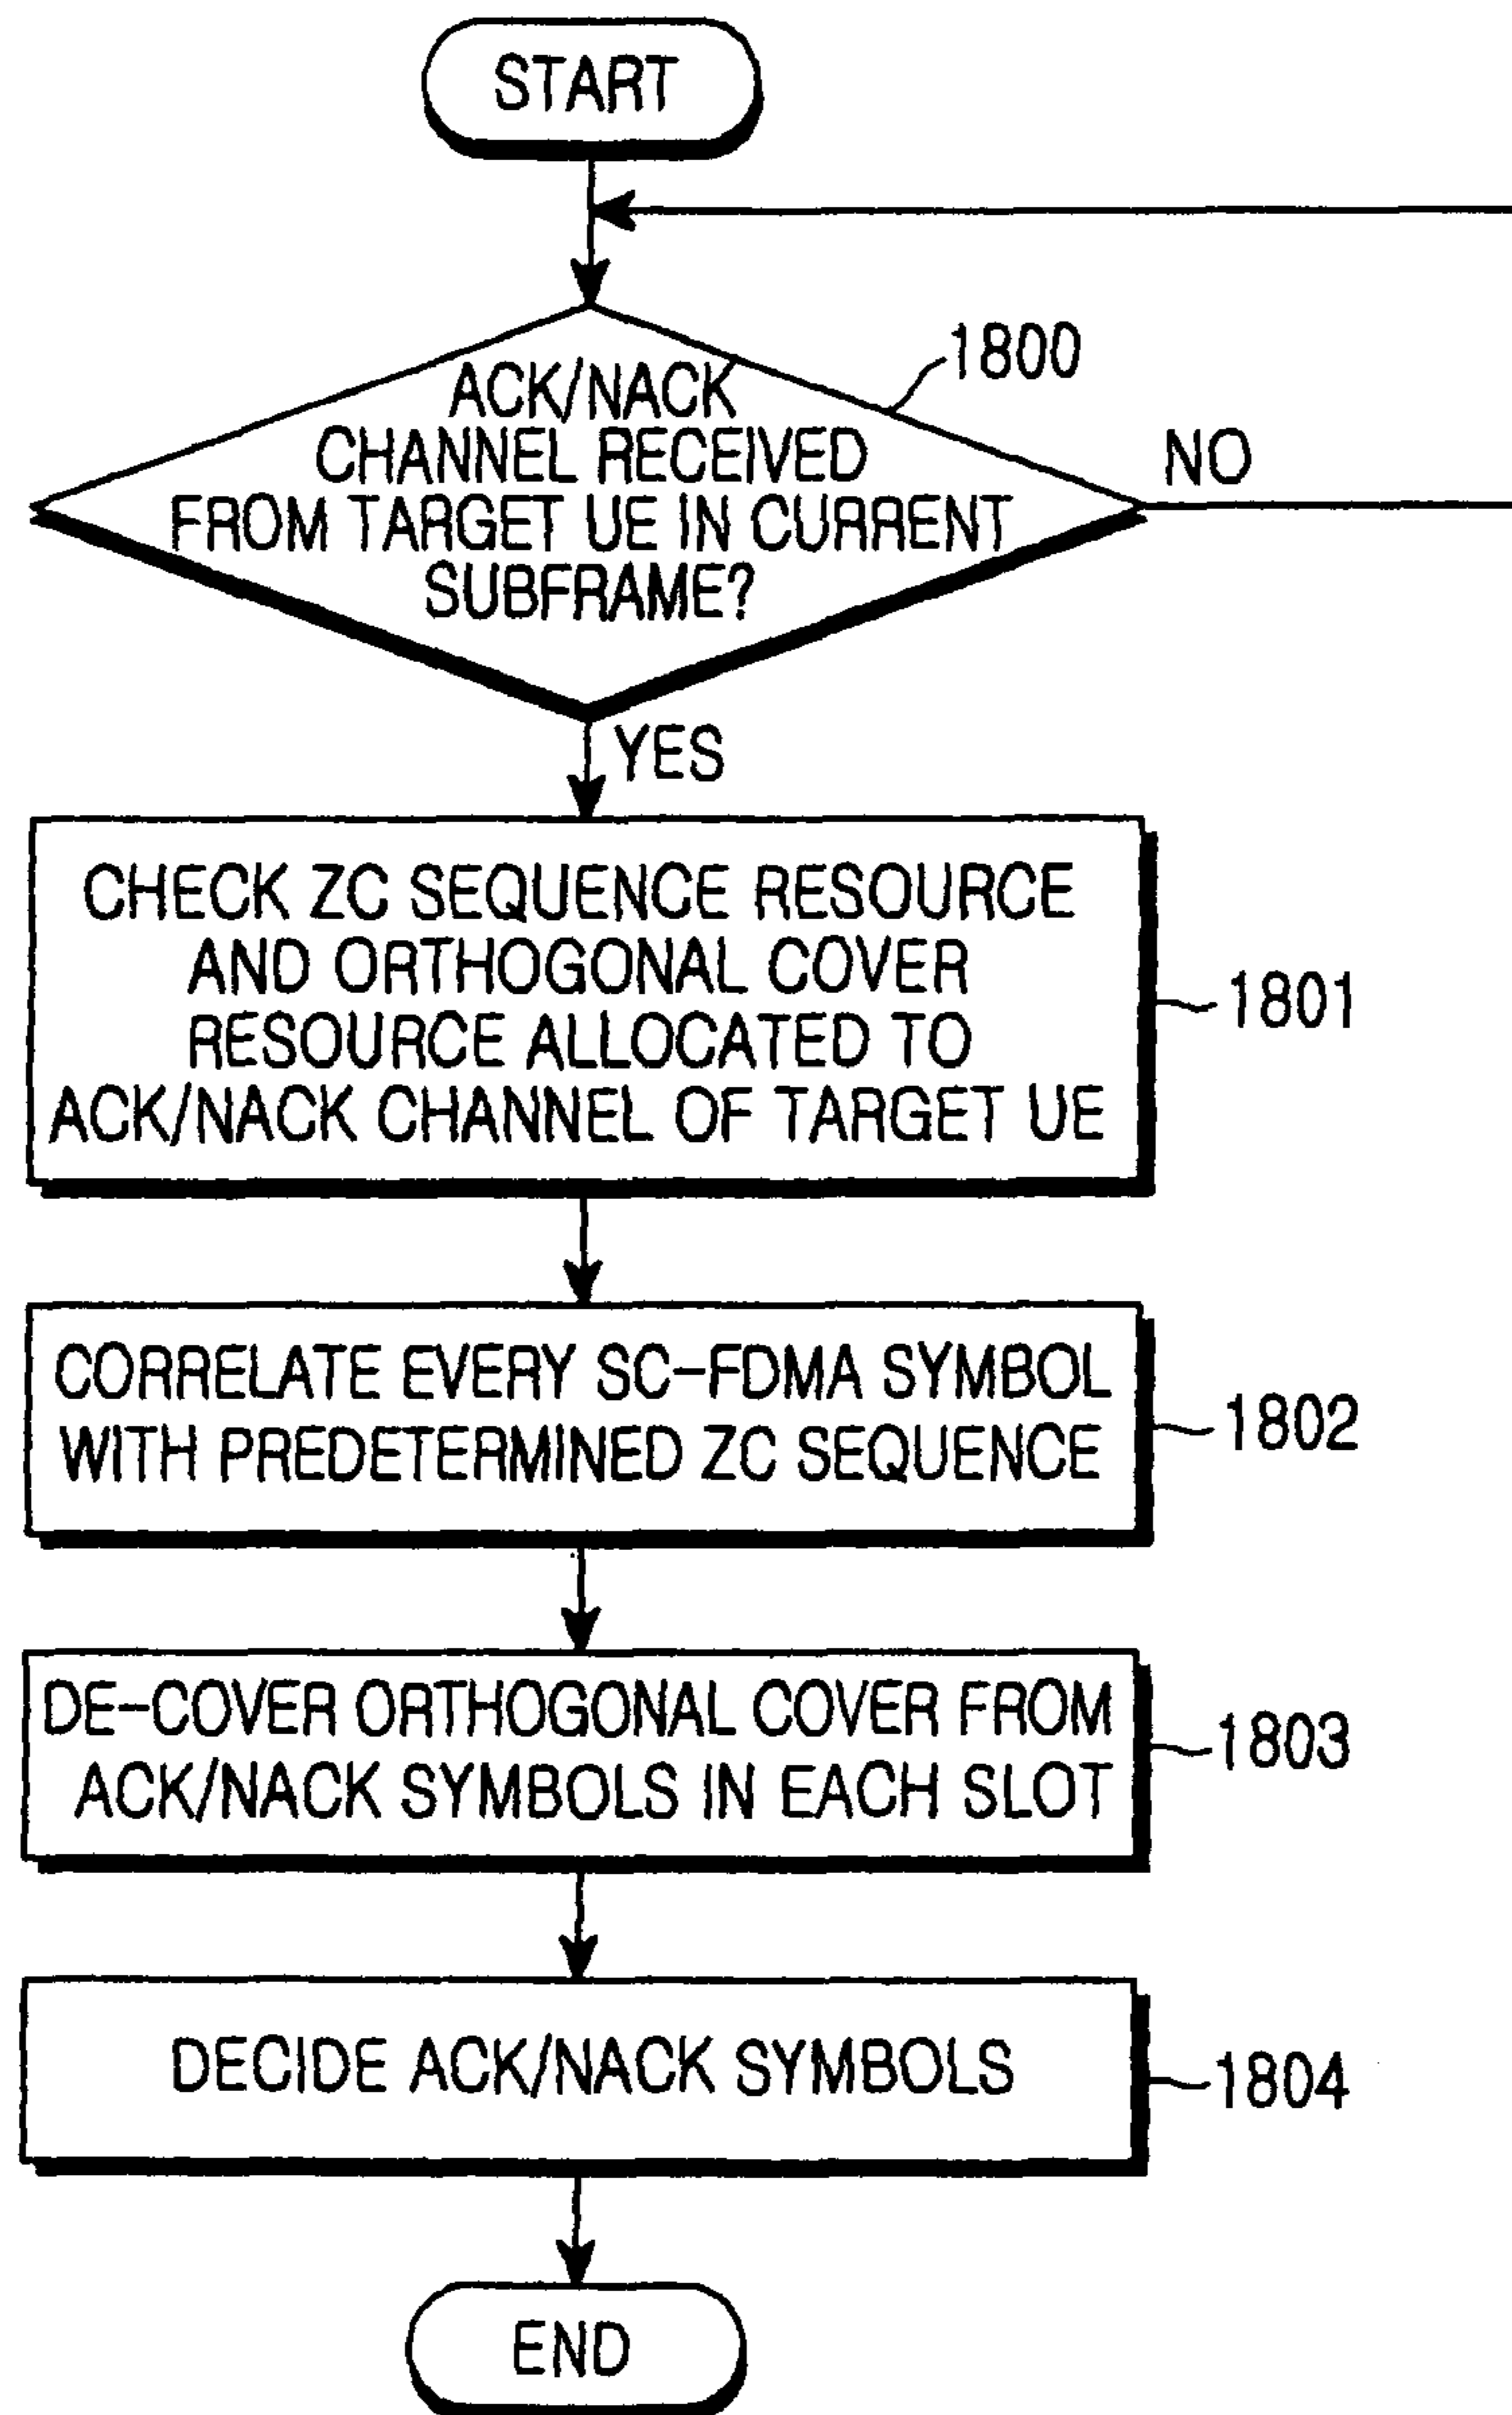 START
1800
ACK/NACK
CHANNEL RECEIVED
FROM TARGET UE IN CURRENT
SUBFRAME?
NO
YES
CHECK ZC SEQUENCE RESOURCE
AND ORTHOGONAL COVER
RESOURCE ALLOCATED TO
ACK/NACK CHANNEL OF TARGET UE
1801
CORRELATE EVERY SC-FDMA SYMBOL
WITH PREDETERMINED ZC SEQUENCE
1802
DE-COVER ORTHOGONAL COVER FROM
ACK/NACK SYMBOLS IN EACH SLOT
1803
DECIDE ACK/NACK SYMBOLS
1804
END